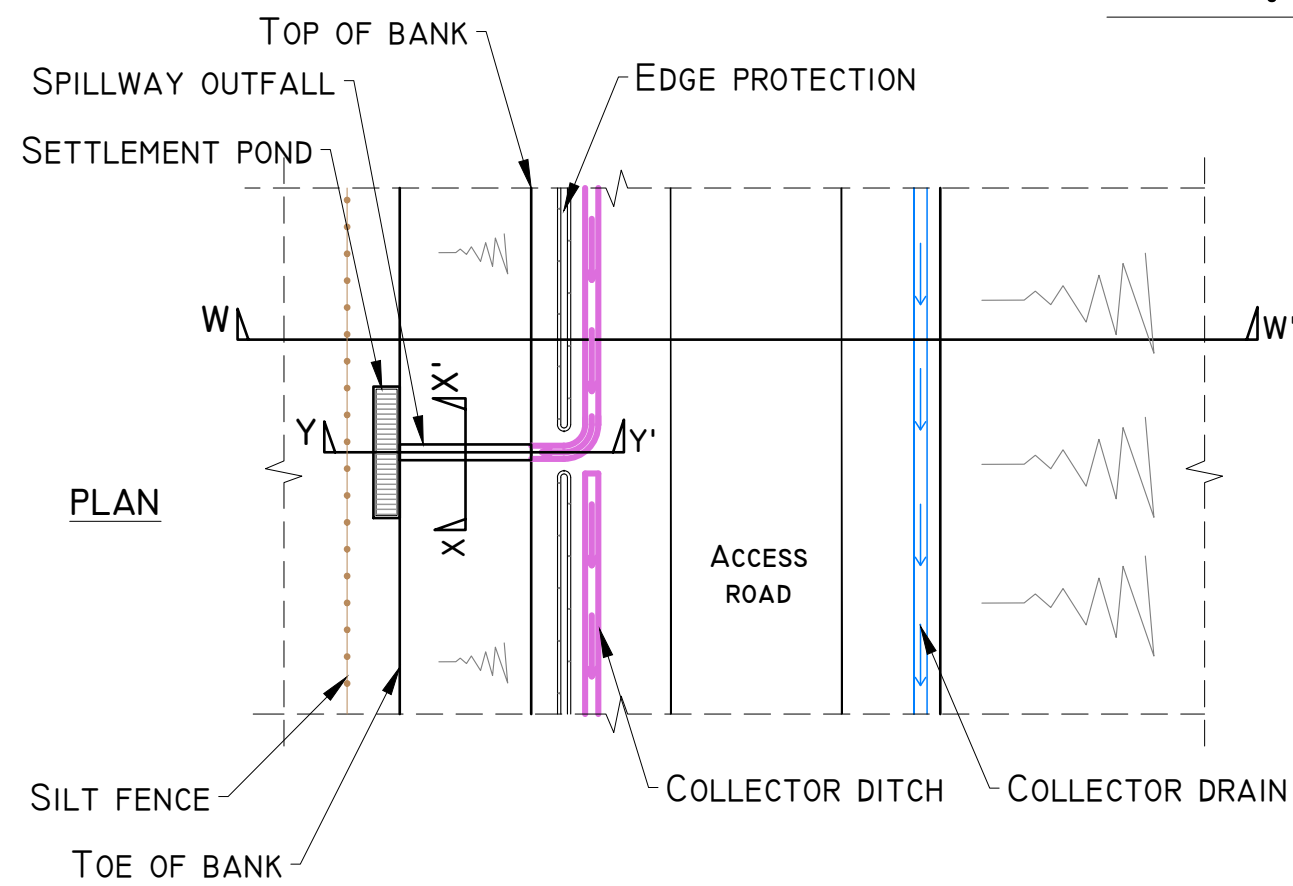 TOP OF BANK
SPILLWAY OUTFALL
EDGE PROTECTION
SETTLEMENT POND
W
W'
X'
Y
Y'
PLAN
X
ACCESS
ROAD
SILT FENCE
COLLECTOR DITCH
COLLECTOR DRAIN
TOE OF BANK